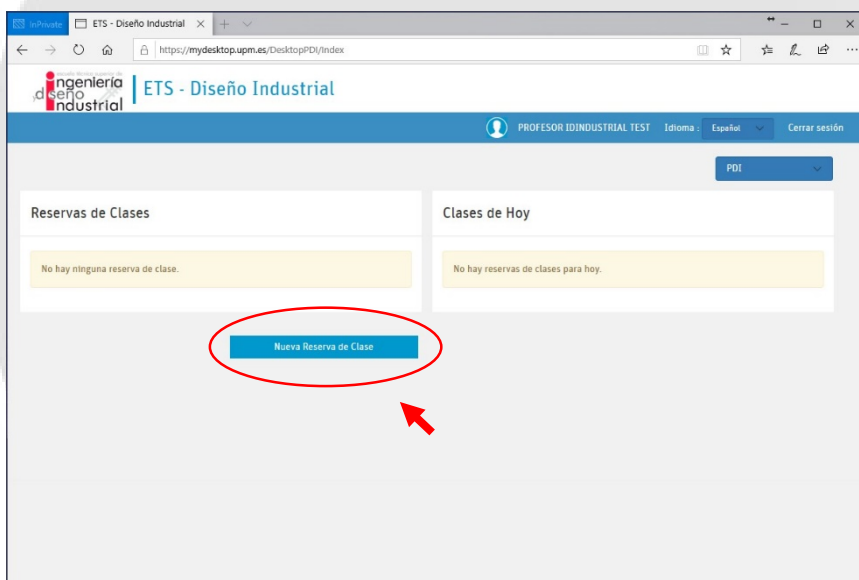 InPrivate ETS - Diseño Industrial
https://mydesktop.upm.es/DesktopPDI/Index
ingeniería
diseño
industrial
ETS - Diseño Industrial
PROFESOR IDINDUSTRIAL TEST Idioma : Español Cerrar sesión
PDI
Reservas de Clases
No hay ninguna reserva de clase.
Clases de Hoy
No hay reservas de clases para hoy.
Nueva Reserva de Clase